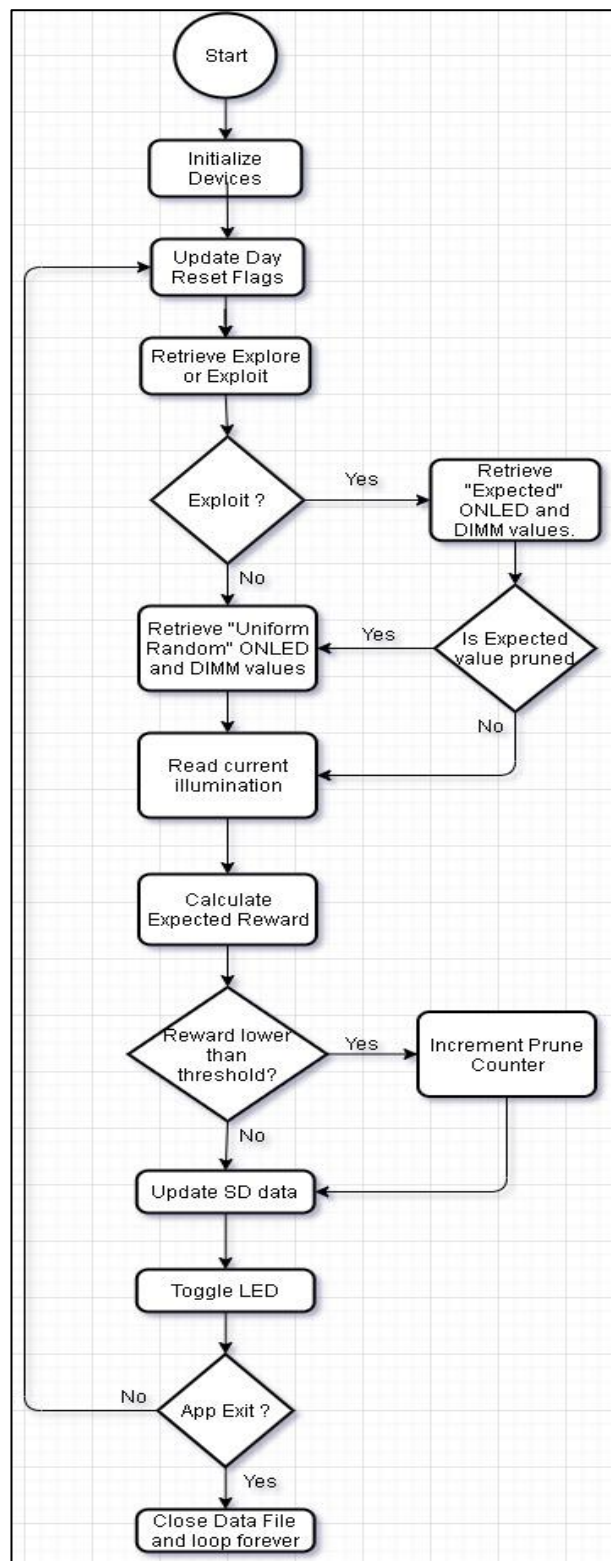 Start
Initialize
Devices
Update Day
Reset Flags
Retrieve Explore
or Exploit
Exploit ?
Yes
Retrieve
"Expected"
ONLED and
DIMM values.
No
Retrieve "Uniform
Random" ONLED
and DIMM values
Yes
Is Expected
value pruned
No
Read current
illumination
Calculate
Expected Reward
Reward lower
than
threshold?
Yes
Increment Prune
Counter
No
Update SD data
Toggle LED
No
App Exit ?
Yes
Close Data File
and loop forever